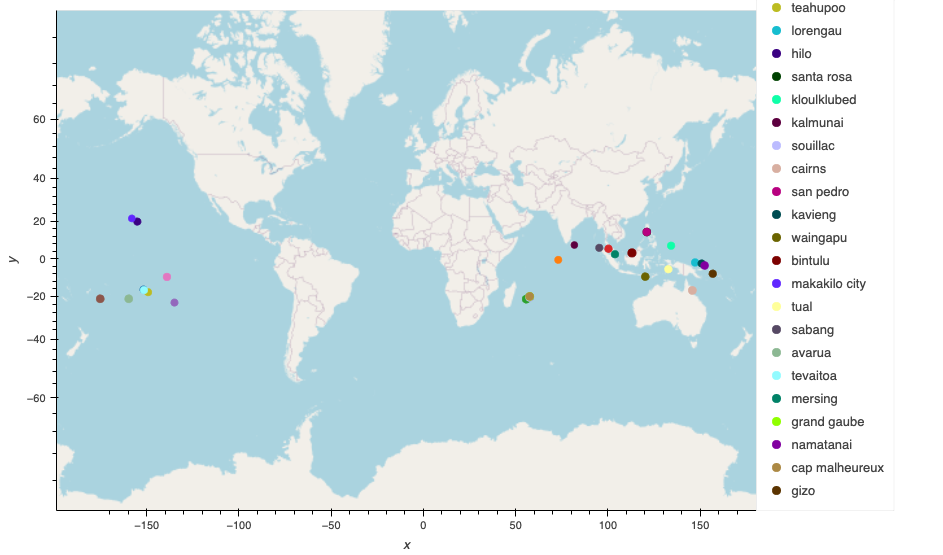 teahupoo
lorengau
hilo
santa rosa
kloulklubed
kalmunai
souillac
cairns
san pedro
kavieng
waingapu
bintulu
makakilo city
tual
sabang
avarua
tevaitoa
mersing
grand gaube
namatanai
cap malheureux
gizo
60
40
20
0
−20
−40
−60
y
−150
−100
−50
0
50
100
150
x